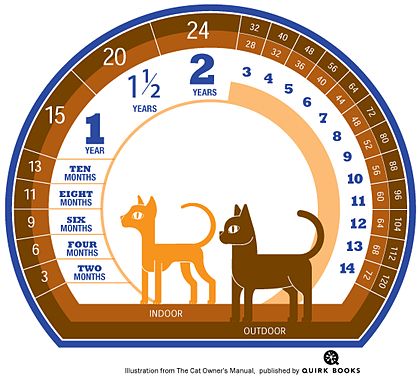 24
20
15
13
11
9
6
3
2
YEARS
1 1/2
YEARS
1
YEAR
TEN
MONTHS
EIGHT
MONTHS
SIX
MONTHS
FOUR
MONTHS
TWO
MONTHS
32 40 48 56 64 72 80 88 96 104 112 120
28 32 36 40 44 48 52 56 60 64 68 72
3 4 5 6 7 8 9 10 11 12 13 14
INDOOR
OUTDOOR
Illustration from The Cat Owner's Manual, published by QUIRK BOOKS